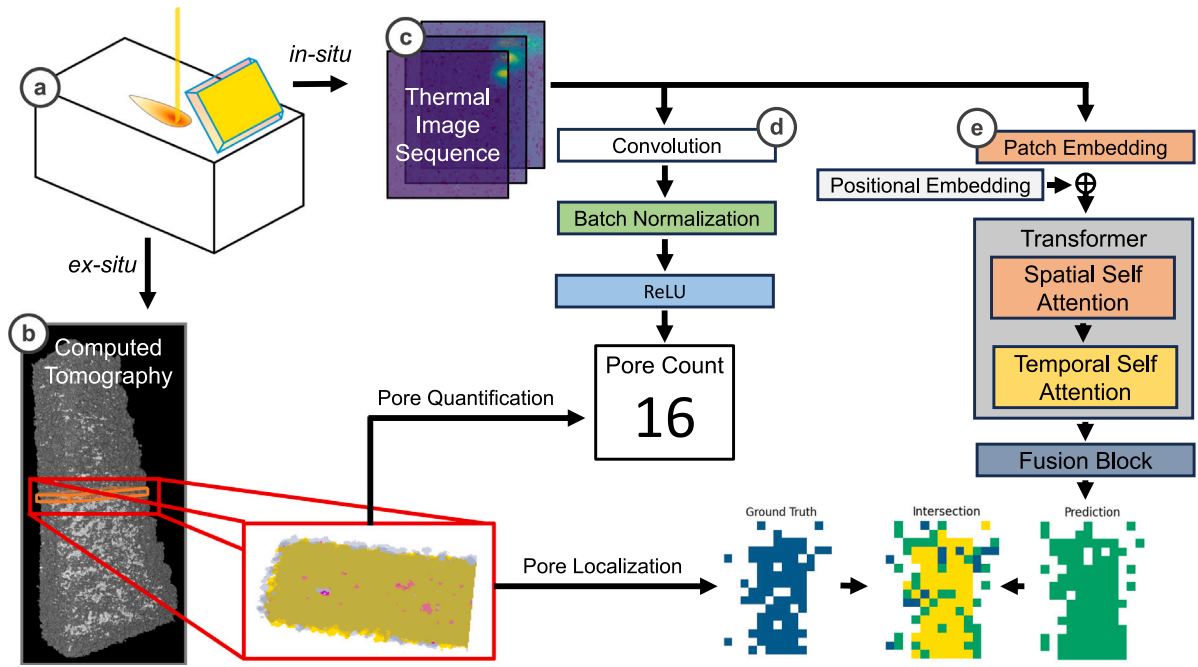 a
in-situ
c
Thermal
Image
Sequence
d
Convolution
Batch Normalization
ReLU
e
Patch Embedding
Positional Embedding
Transformer
Spatial Self
Attention
Temporal Self
Attention
Fusion Block
ex-situ
b
Computed
Tomography
Pore Quantification
Pore Count
16
Pore Localization
Ground Truth
Intersection
Prediction